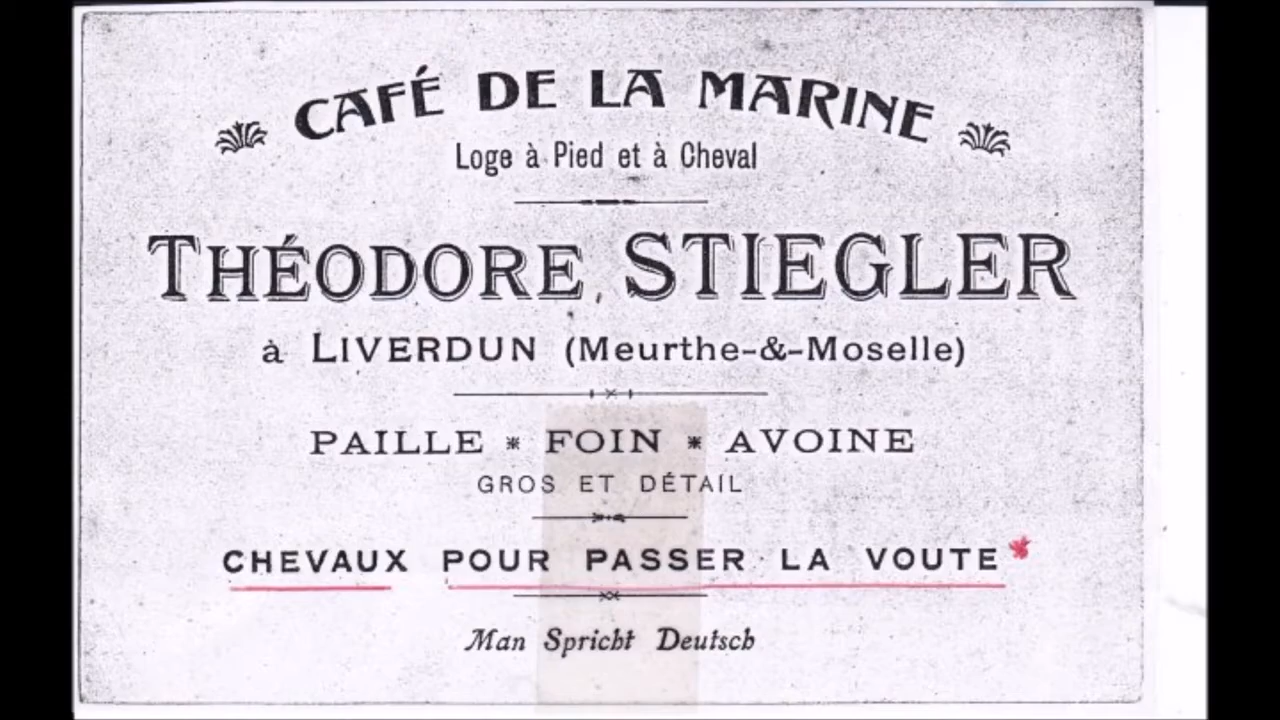 CAFÉ DE LA MARINE
Loge à Pied et à Cheval
THÉODORE STIEGLER
à LIVERDUN (Meurthe-&-Moselle)
PAILLE * FOIN * AVOINE
GROS ET DÉTAIL
CHEVAUX POUR PASSER LA VOUTE *
Man Spricht Deutsch